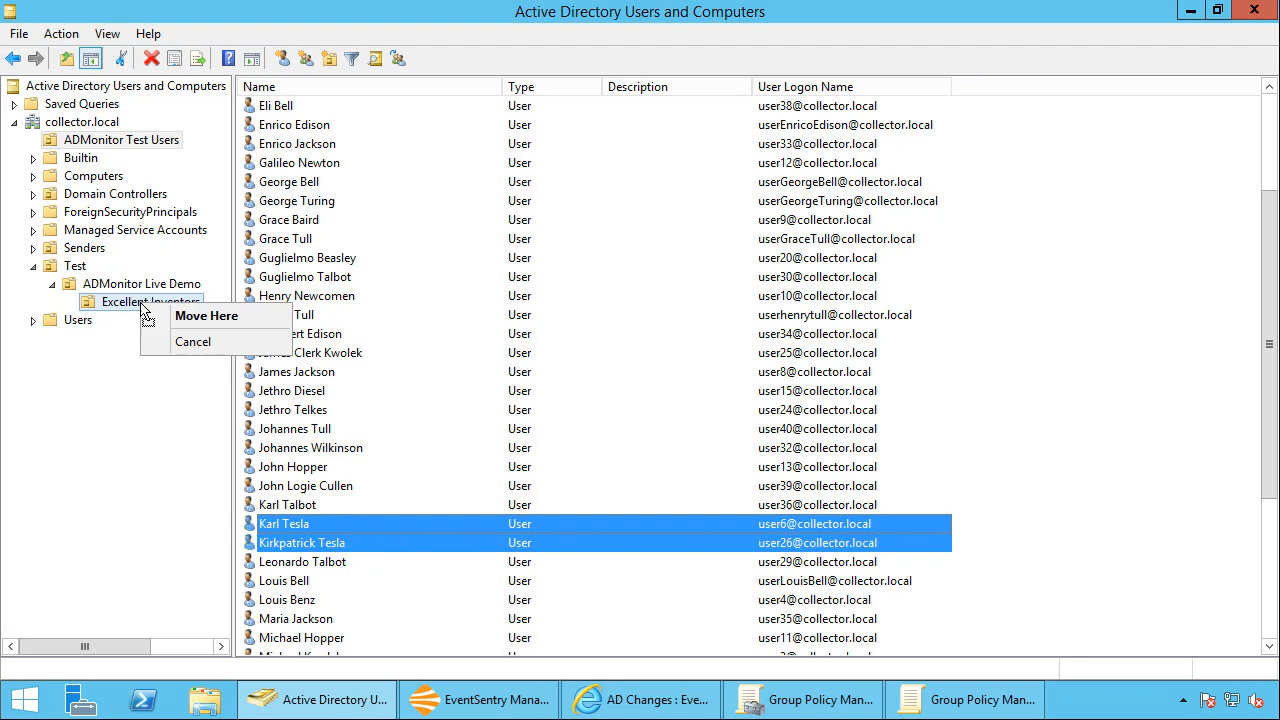 Active Directory Users and Computers
File Action View Help
Active Directory Users and Computers
Saved Queries
collector.local
ADMonitor Test Users
Builtin
Computers
Domain Controllers
ForeignSecurityPrincipals
Managed Service Accounts
Senders
Test
ADMonitor Live Demo
Excellent Inventors
Users
Move Here
Cancel
Name Type Description User Logon Name
Eli Bell User user38@collector.local
Enrico Edison User userEnricoEdison@collector.local
Enrico Jackson User user33@collector.local
Galileo Newton User user12@collector.local
George Bell User userGeorgeBell@collector.local
George Turing User userGeorgeTuring@collector.local
Grace Baird User user9@collector.local
Grace Tull User userGraceTull@collector.local
Guglielmo Beasley User user20@collector.local
Guglielmo Talbot User user30@collector.local
Henry Newcomen User user10@collector.local
Tull User userhenrytull@collector.local
Edison User user34@collector.local
James Clerk Kwolek User user25@collector.local
James Jackson User user8@collector.local
Jethro Diesel User user15@collector.local
Jethro Telkes User user24@collector.local
Johannes Tull User user40@collector.local
Johannes Wilkinson User user32@collector.local
John Hopper User user13@collector.local
John Logie Cullen User user39@collector.local
Karl Talbot User user36@collector.local
Karl Tesla User user6@collector.local
Kirkpatrick Tesla User user26@collector.local
Leonardo Talbot User user29@collector.local
Louis Bell User userLouisBell@collector.local
Louis Benz User user4@collector.local
Maria Jackson User user35@collector.local
Michael Hopper User user11@collector.local
Active Directory U... EventSentry Mana... AD Changes : Eve... Group Policy Man... Group Policy Man...